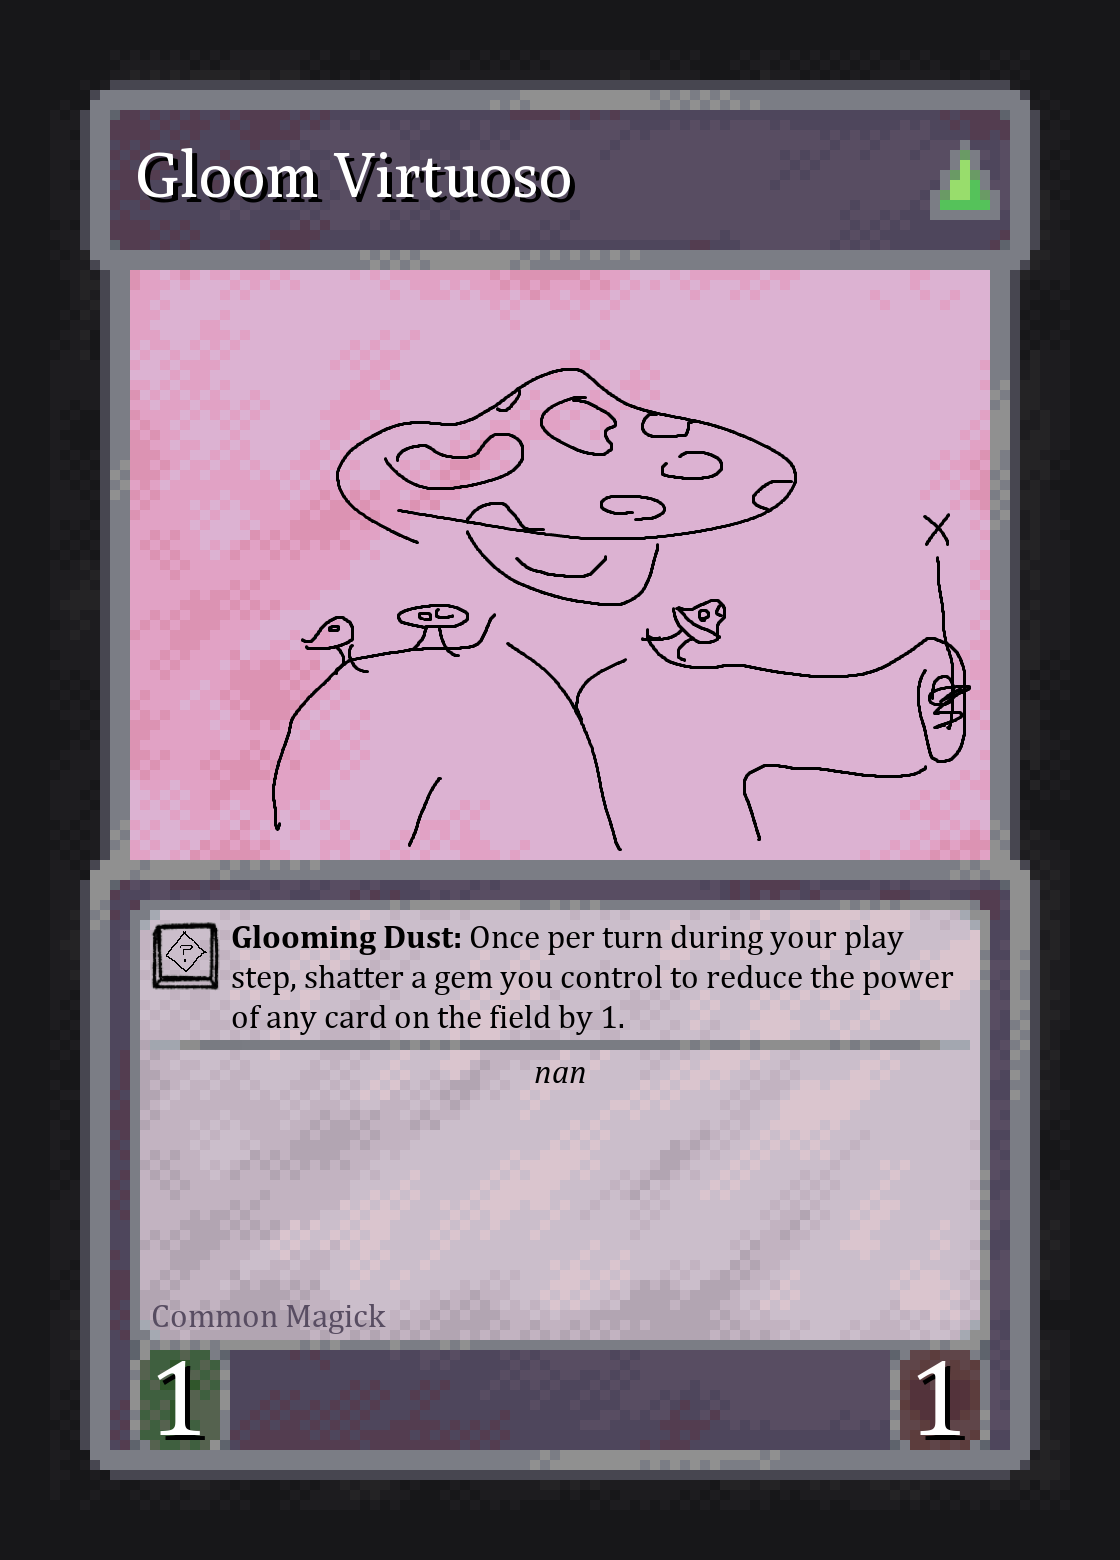 Gloom Virtuoso
?
Glooming Dust: Once per turn during your play
step, shatter a gem you control to reduce the power
of any card on the field by 1.
nan
Common Magick
1 1